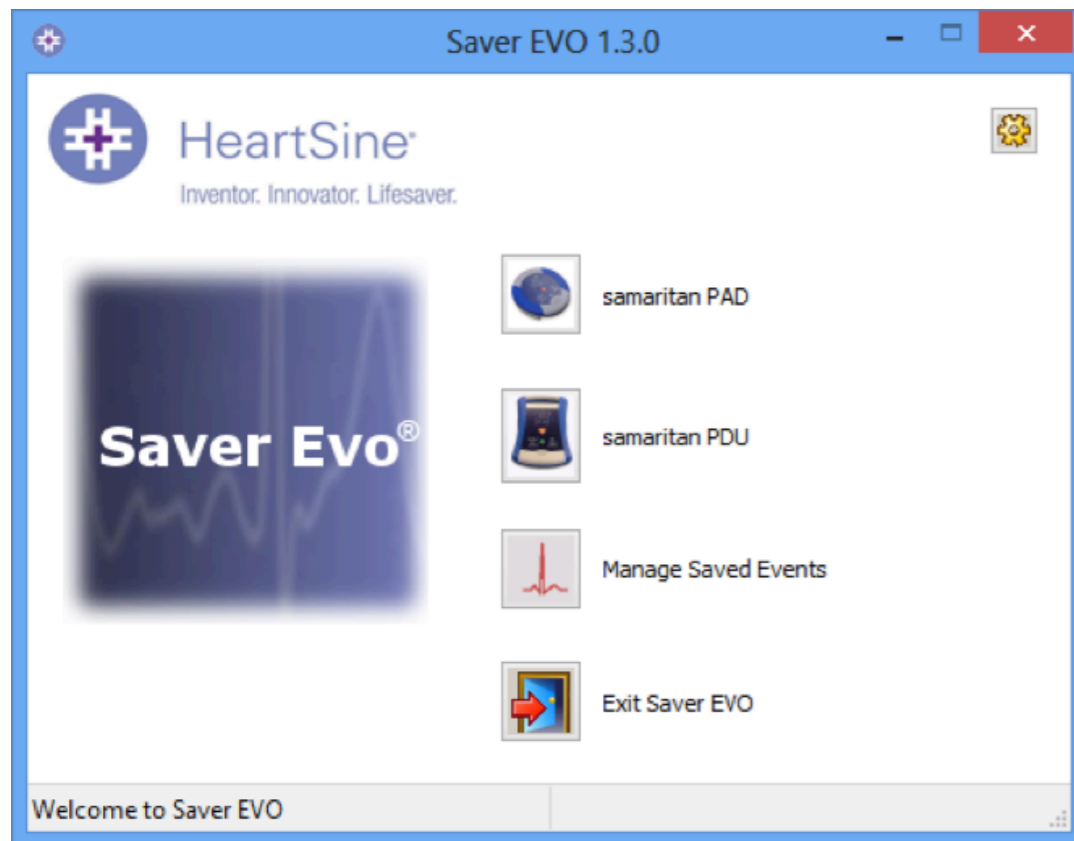 Saver EVO 1.3.0
HeartSine®
Inventor. Innovator. Lifesaver.
samaritan PAD
Saver Evo®
samaritan PDU
Manage Saved Events
Exit Saver EVO
Welcome to Saver EVO